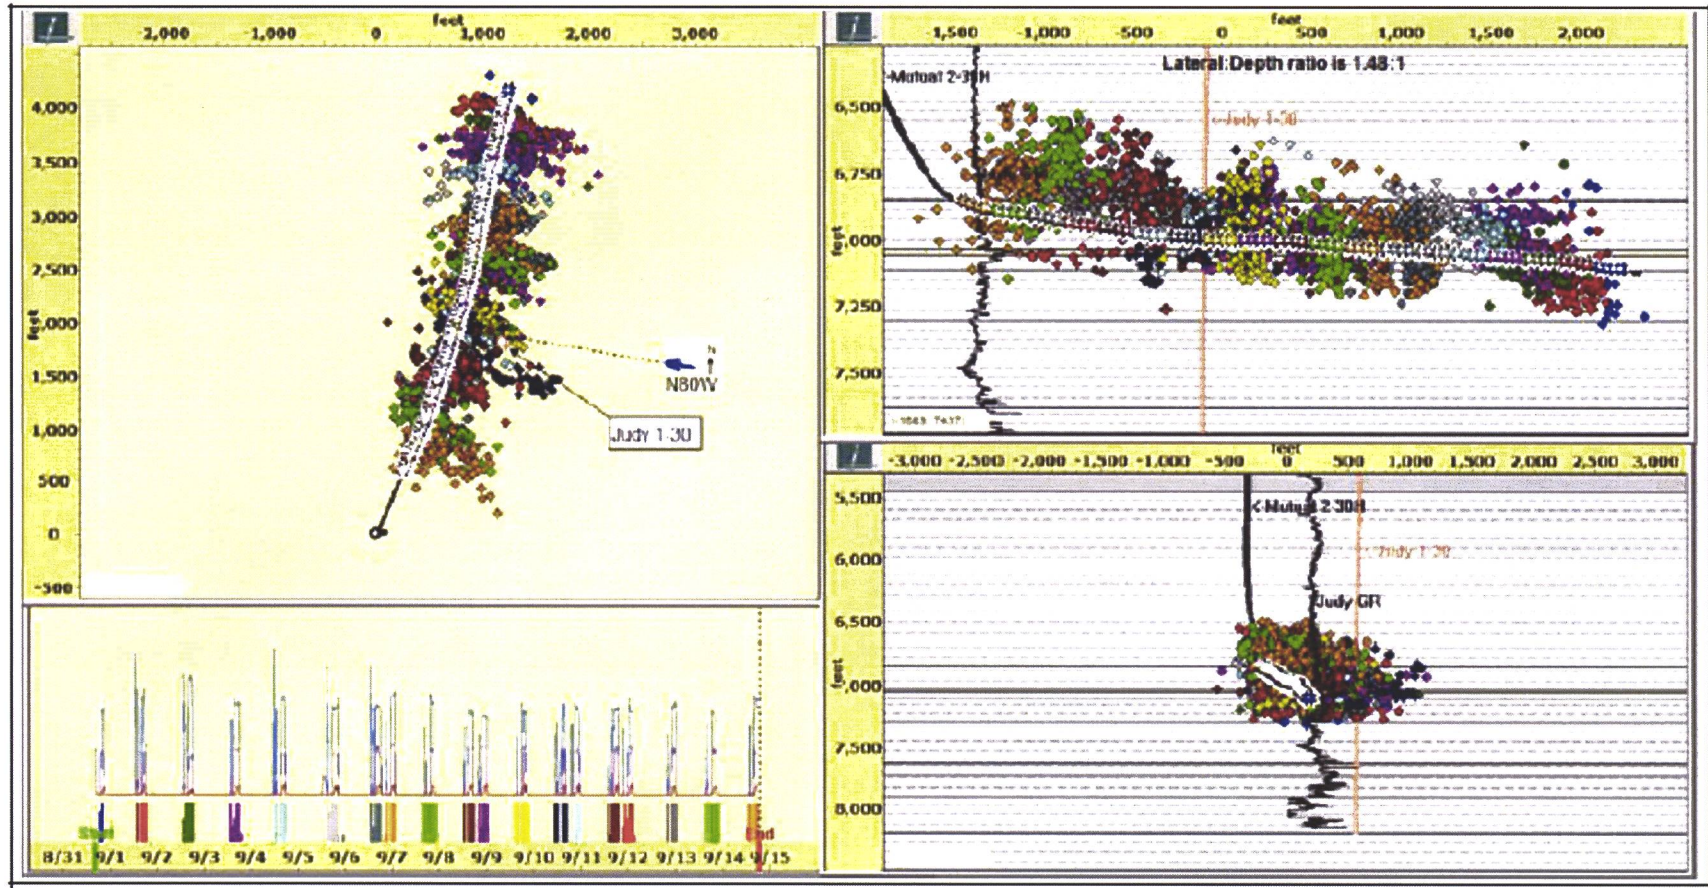 feet
-2,000 -1,000 0 1,000 2,000 3,000
4,000
3,500
3,000
2,500
2,000
1,500
1,000
500
0
-500
feet
N
N80W
Judy 1-30
Start
End
8/31 9/1 9/2 9/3 9/4 9/5 9/6 9/7 9/8 9/9 9/10 9/11 9/12 9/13 9/14 9/15
feet
1,500 -1,000 -500 0 500 1,000 1,500 2,000
Lateral:Depth ratio is 1.48:1
Judy 1-30
6,500
6,750
7,000
7,250
7,500
feet
feet
-3,000 -2,500 -2,000 -1,500 -1,000 -500 0 500 1,000 1,500 2,000 2,500 3,000
<-Mutual 2-30H
Judy 1-30
Judy GR
5,500
6,000
6,500
7,000
7,500
8,000
feet